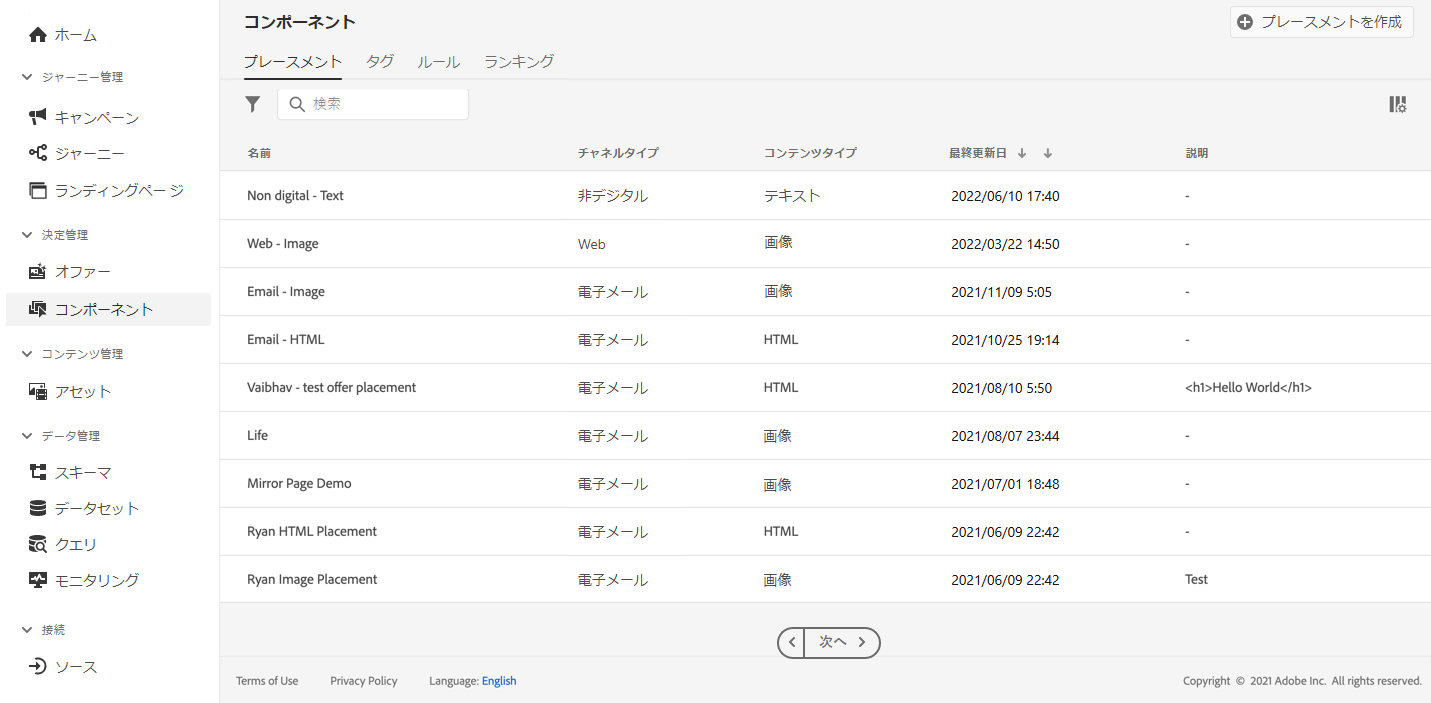 ホーム
ジャーニー管理
キャンペーン
ジャーニー
ランディングページ
決定管理
オファー
コンポーネント
コンテンツ管理
アセット
データ管理
スキーマ
データセット
クエリ
モニタリング
接続
ソース
コンポーネント
プレースメントを作成
プレースメント タグ ルール ランキング
検索
名前 チャネルタイプ コンテンツタイプ 最終更新日 ↓ ↓ 説明
Non digital - Text 非デジタル テキスト 2022/06/10 17:40 -
Web - Image Web 画像 2022/03/22 14:50 -
Email - Image 電子メール 画像 2021/11/09 5:05 -
Email - HTML 電子メール HTML 2021/10/25 19:14 -
Vaibhav - test offer placement 電子メール HTML 2021/08/10 5:50 <h1>Hello World</h1>
Life 電子メール 画像 2021/08/07 23:44 -
Mirror Page Demo 電子メール 画像 2021/07/01 18:48 -
Ryan HTML Placement 電子メール HTML 2021/06/09 22:42 -
Ryan Image Placement 電子メール 画像 2021/06/09 22:42 Test
次へ
Terms of Use Privacy Policy Language: English Copyright © 2021 Adobe Inc. All rights reserved.